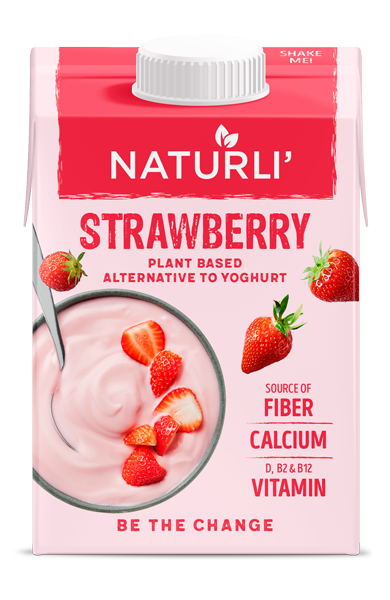 SHAKE
ME!
NATURLI’
STRAWBERRY
PLANT BASED
ALTERNATIVE TO YOGHURT
SOURCE OF
FIBER
CALCIUM
D, B2 & B12
VITAMIN
BE THE CHANGE